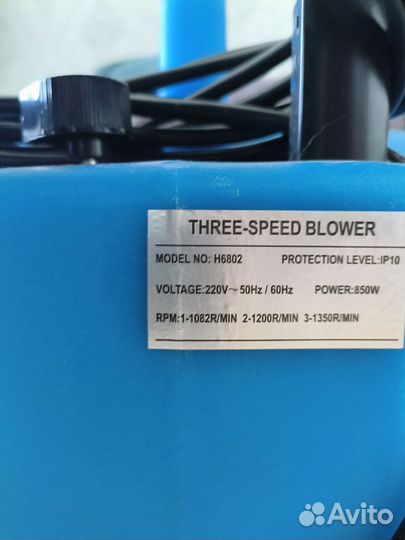 THREE-SPEED BLOWER
MODEL NO: H6802 PROTECTION LEVEL:IP10
VOLTAGE:220V~ 50Hz / 60Hz POWER:850W
RPM:1-1082R/MIN 2-1200R/MIN 3-1350R/MIN
Avito